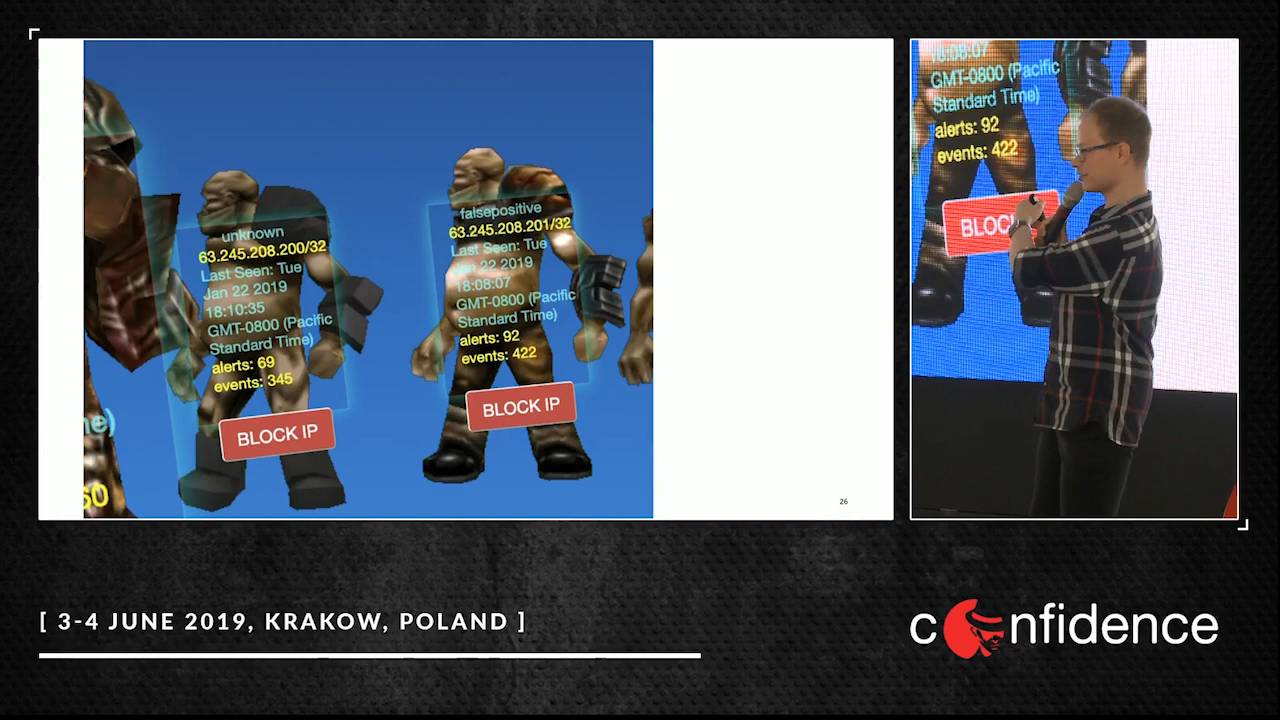 unknown
63.245.208.200/32
Last Seen: Tue
Jan 22 2019
18:10:35
GMT-0800 (Pacific
Standard Time)
alerts: 69
events: 345
BLOCK IP
falsepositive
63.245.208.201/32
Last Seen: Tue
Jan 22 2019
18:08:07
GMT-0800 (Pacific
Standard Time)
alerts: 92
events: 422
BLOCK IP
26
18:08:07
GMT-0800 (Pacific
Standard Time)
alerts: 92
events: 422
[ 3-4 JUNE 2019, KRAKOW, POLAND ]
confidence